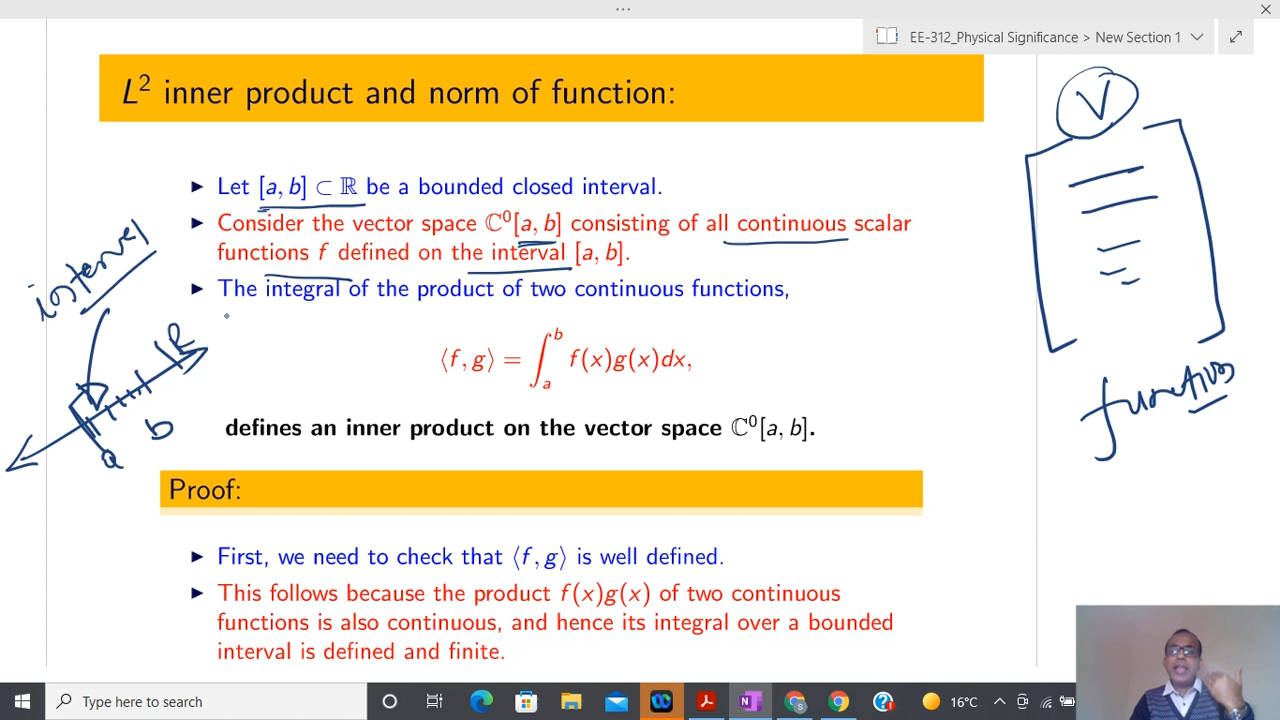 EE-312_Physical Significance > New Section 1
L² inner product and norm of function:
V
▶ Let [a, b] ⊂ ℝ be a bounded closed interval.
▶ Consider the vector space ℂ⁰[a, b] consisting of all continuous scalar
functions f defined on the interval [a, b].
▶ The integral of the product of two continuous functions,
⟨f, g⟩ = ∫ₐᵇ f(x)g(x)dx,
defines an inner product on the vector space ℂ⁰[a, b].
interval
R
b
a
functions
Proof:
▶ First, we need to check that ⟨f, g⟩ is well defined.
▶ This follows because the product f(x)g(x) of two continuous
functions is also continuous, and hence its integral over a bounded
interval is defined and finite.
Type here to search
16°C